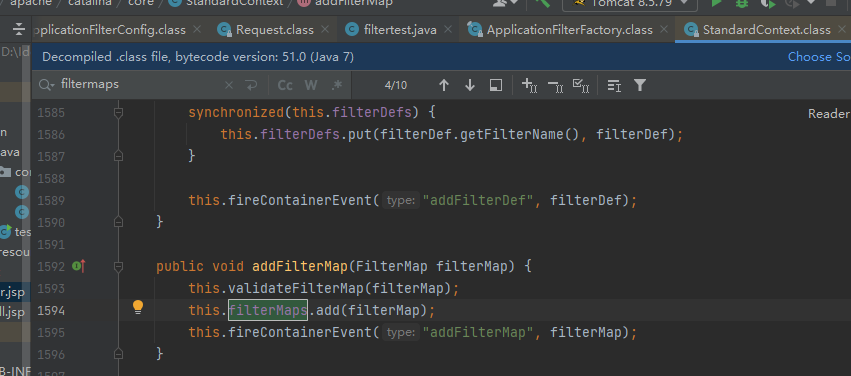 apache › catalina › core › StandardContext › addFilterMap Tomcat 8.5.79
pplicationFilterConfig.class Request.class filtertest.java ApplicationFilterFactory.class StandardContext.class
D:\Id Decompiled .class file, bytecode version: 51.0 (Java 7) Choose So
filtermaps Cc W .* 4/10
1585 synchronized(this.filterDefs) { Reader
n 1586 this.filterDefs.put(filterDef.getFilterName(), filterDef);
ava 1587 }
co 1588
1589 this.fireContainerEvent( type: "addFilterDef", filterDef);
1590 }
tes
1591
resour
1592 public void addFilterMap(FilterMap filterMap) {
r.jsp 1593 this.validateFilterMap(filterMap);
ll.jsp 1594 this.filterMaps.add(filterMap);
1595 this.fireContainerEvent( type: "addFilterMap", filterMap);
1596 }
B-INF 1597